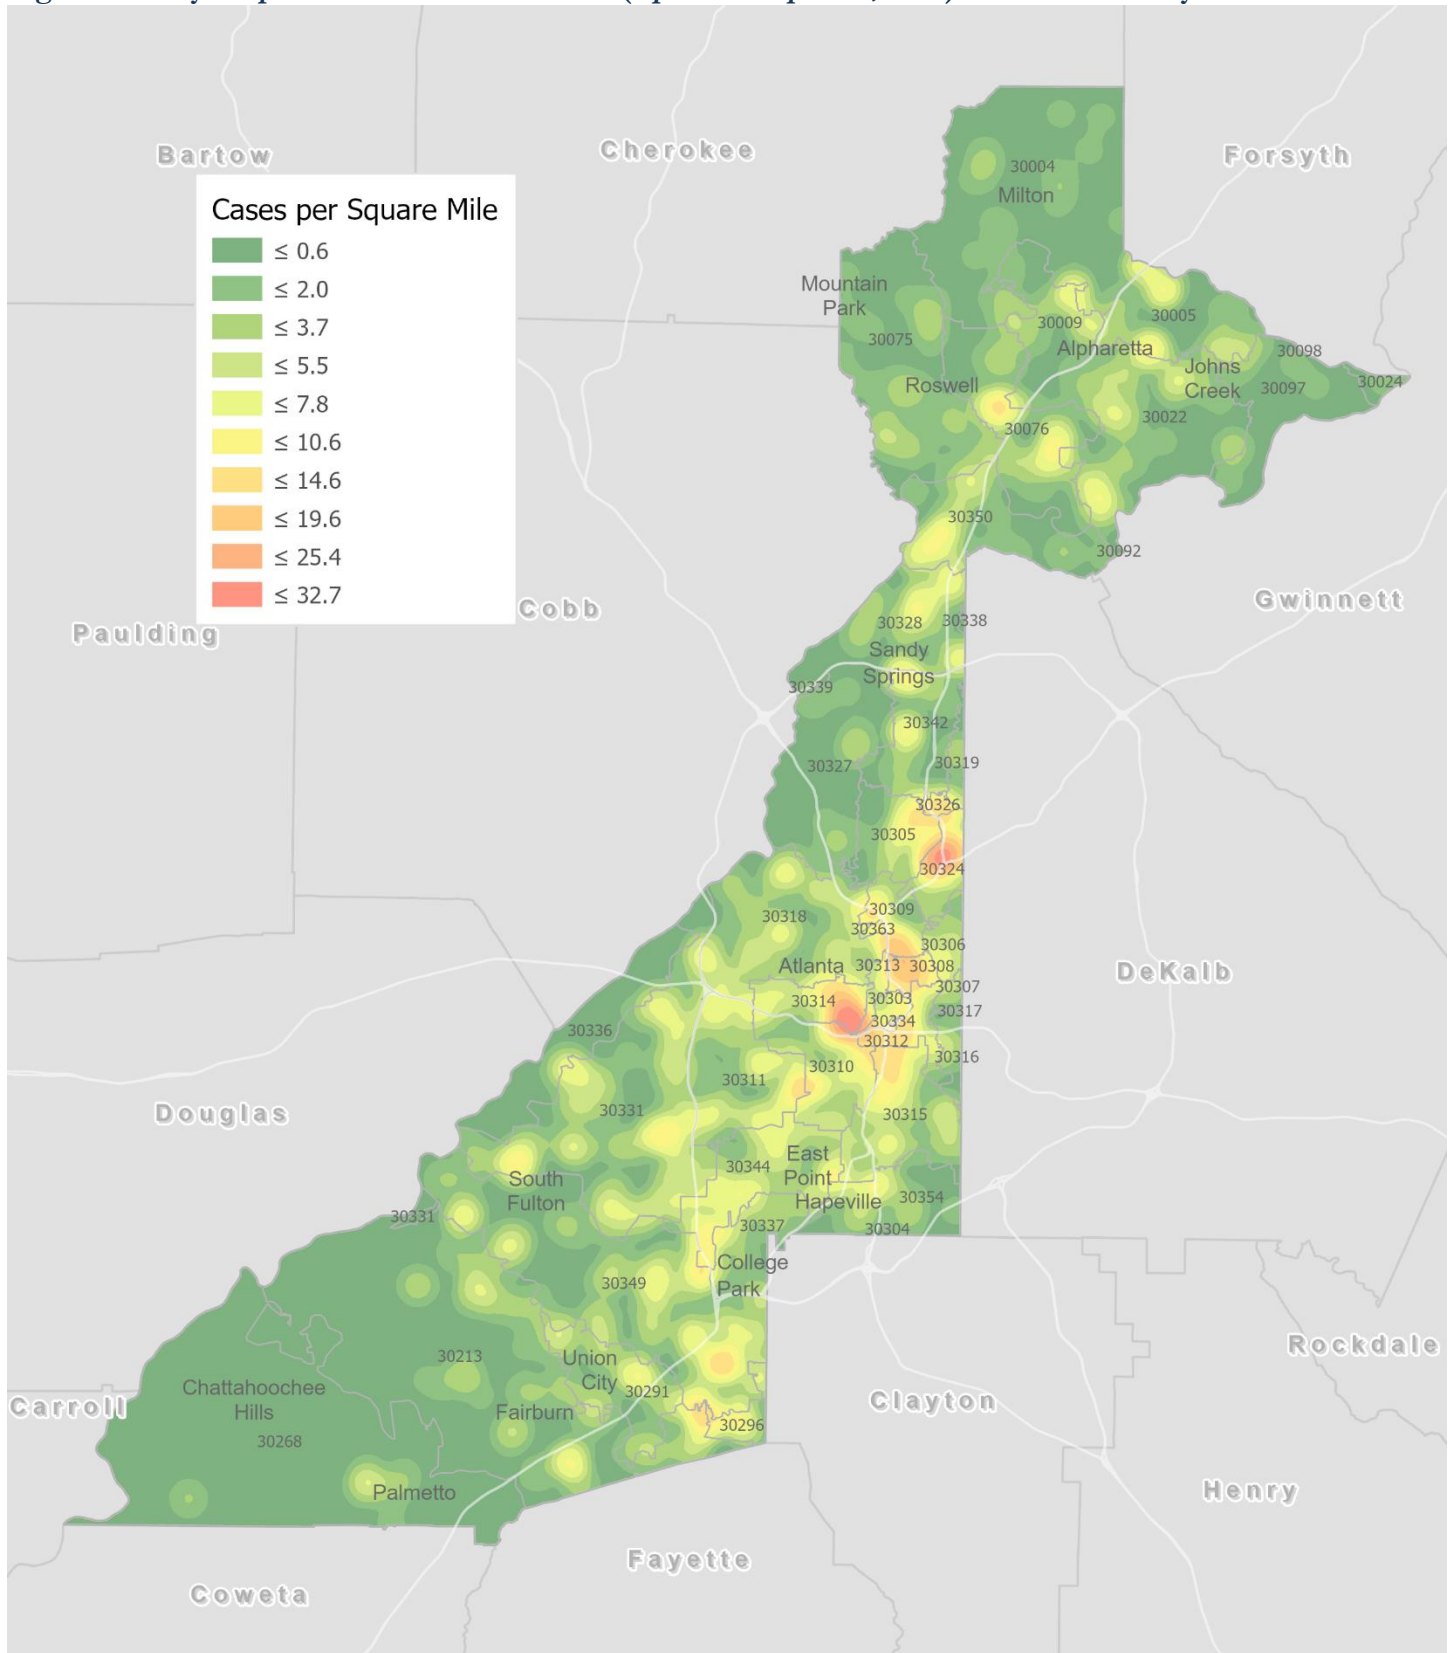 Bartow
Cherokee
Forsyth
Cases per Square Mile
≤ 0.6
≤ 2.0
≤ 3.7
≤ 5.5
≤ 7.8
≤ 10.6
≤ 14.6
≤ 19.6
≤ 25.4
≤ 32.7
30004
Milton
Mountain
Park
30075
30009
30005
Alpharetta
30098
Johns
Creek
30097
30024
Roswell
30022
30076
30350
30092
Cobb
Gwinnett
Paulding
30328
30338
Sandy
Springs
30339
30342
30327
30319
30326
30305
30324
30309
30318
30363
30306
Atlanta
30313
30308
DeKalb
30307
30314
30303
30317
30334
30336
30312
30316
30310
30311
Douglas
30331
30315
East
Point
30344
South
Fulton
Hapeville
30354
30331
30337
30304
College
Park
30349
Rockdale
30213
Union
City
30291
Chattahoochee
Hills
Carroll
Fairburn
Clayton
30296
30268
Palmetto
Henry
Fayette
Coweta